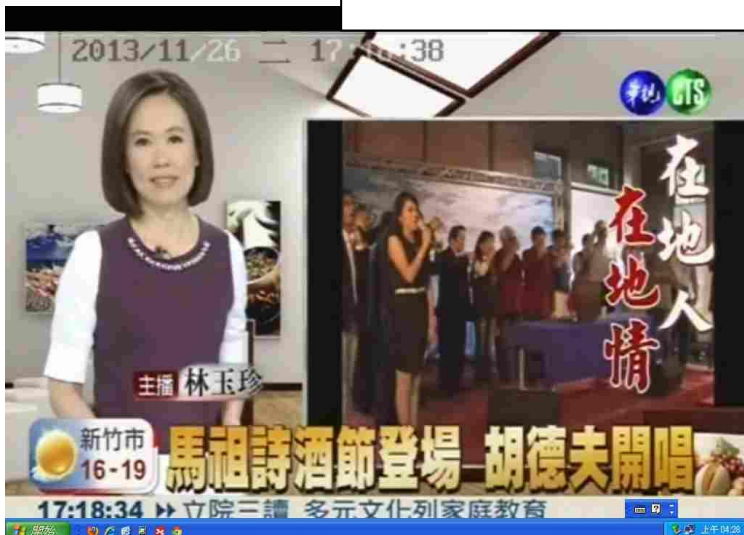 2013/11/26 二 17:18:38
華視 CTS
在地人
在地情
主播 林玉珍
新竹市
16-19
馬祖詩酒節登場 胡德夫開唱
17:18:34 ▸▸ 立院三讀 多元文化列家庭教育
開始
上午 04:28